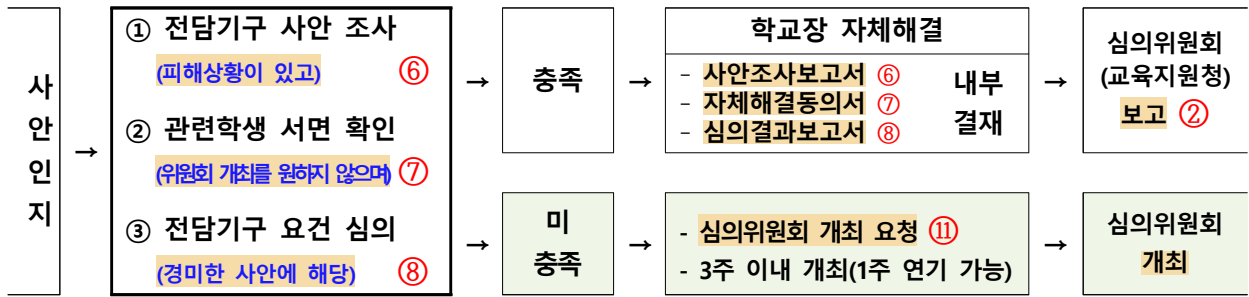 사
안
인
지
→
① 전담기구 사안 조사
(피해상황이 있고) ⑥
② 관련학생 서면 확인
(위원회 개최를 원하지 않으며) ⑦
③ 전담기구 요건 심의
(경미한 사안에 해당) ⑧
→
충족
→
학교장 자체해결
- 사안조사보고서 ⑥
- 자체해결동의서 ⑦
- 심의결과보고서 ⑧
내부
결재
→
심의위원회
(교육지원청)
보고 ②
→
미
충족
→
- 심의위원회 개최 요청 ⑪
- 3주 이내 개최(1주 연기 가능)
→
심의위원회
개최